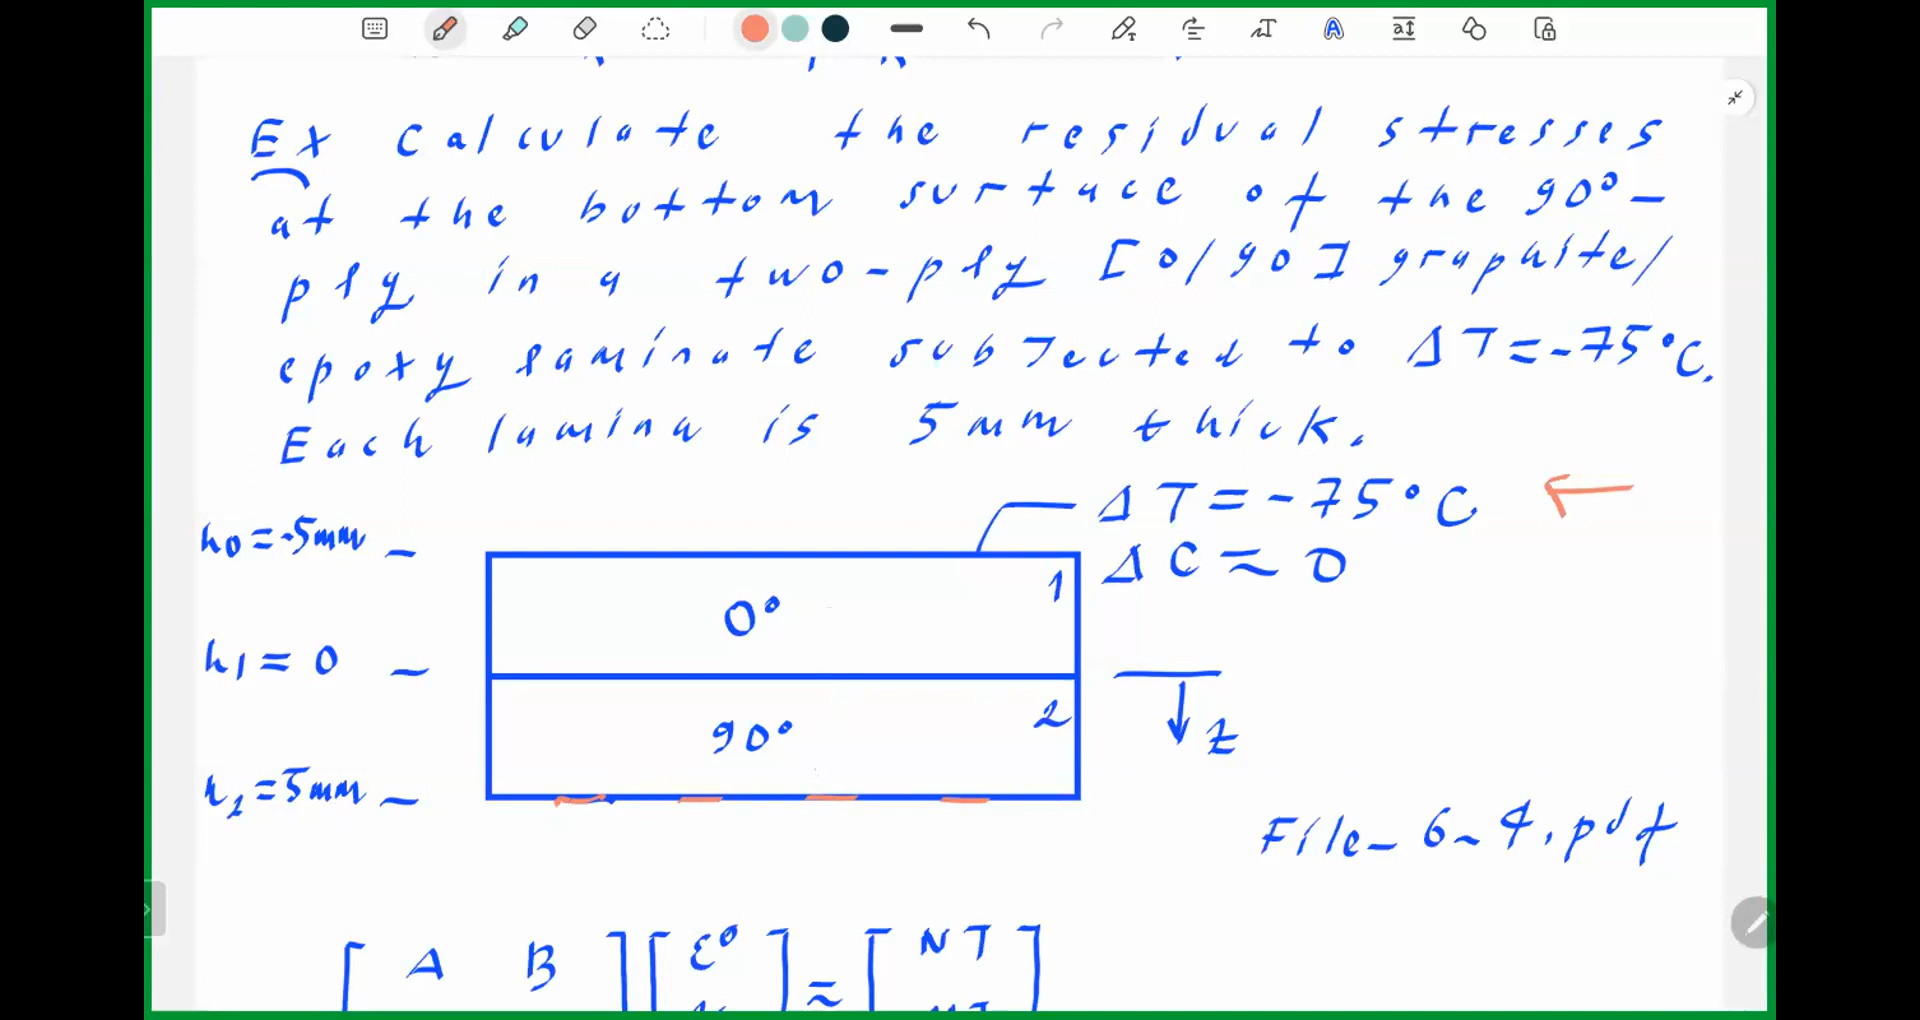 Ex Calculate the residual stresses
at the bottom surface of the 90°-
ply in a two-ply [0/90] graphite/
epoxy laminate subjected to ΔT=-75°C.
Each lamina is 5mm thick.
ΔT=-75°C
h0=-5mm
ΔC=0
0° 1
h1=0
90° 2
z
h2=5mm
File_6-4.pdf
[A B][ε0]=[NT]